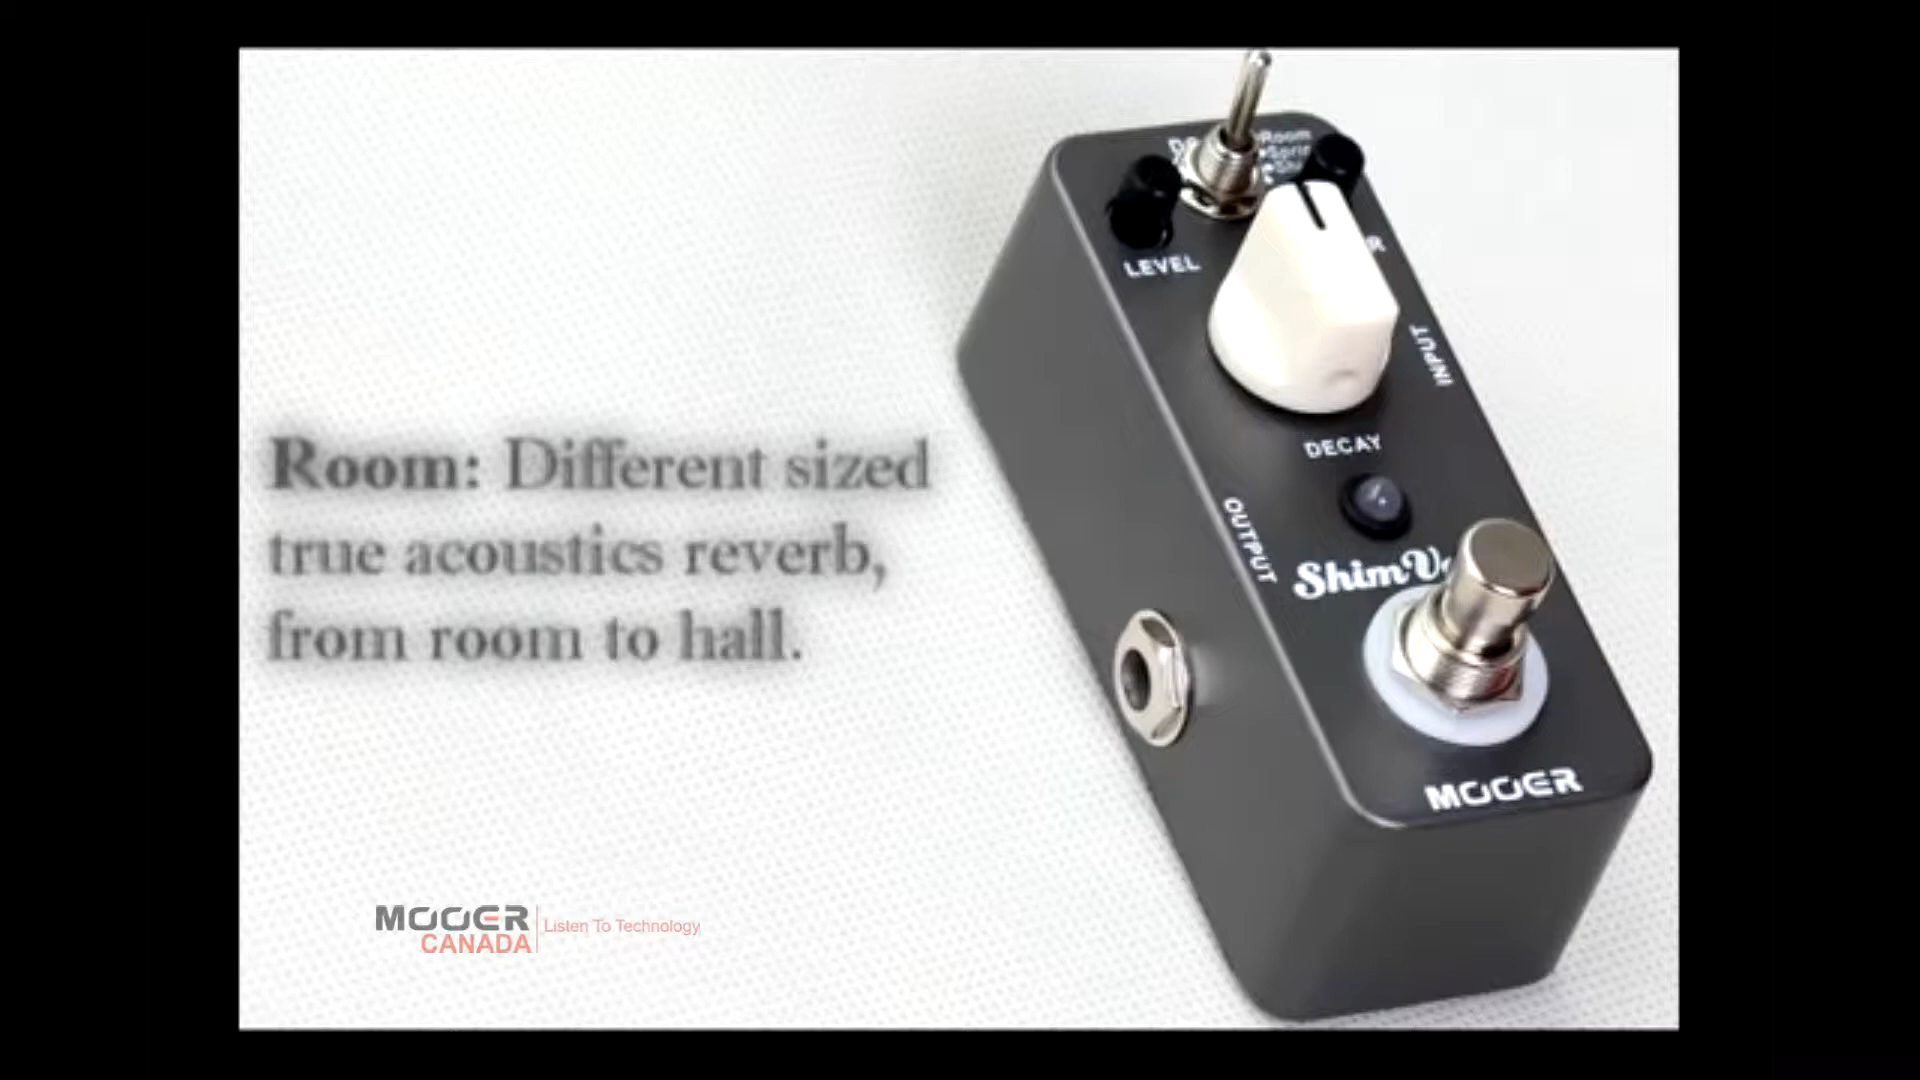 Room: Different sized
true acoustics reverb,
from room to hall.
MOOER
CANADA
Listen To Technology
Room
LEVEL
INPUT
DECAY
OUTPUT
MOOER